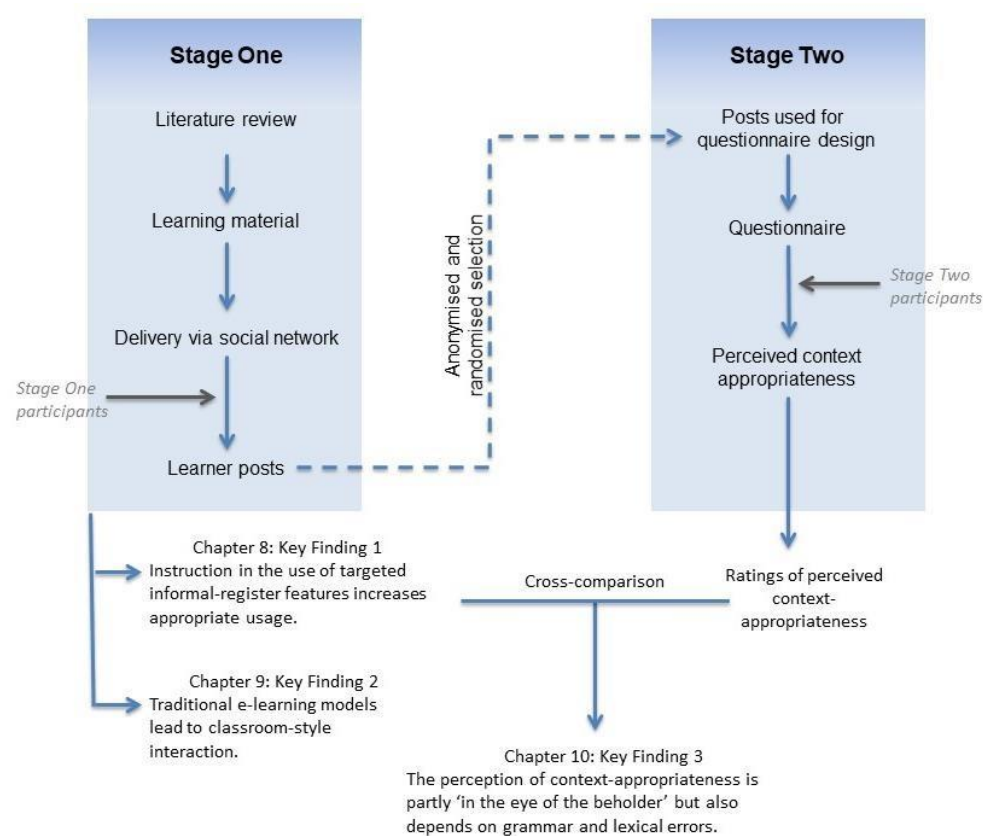 Stage One
Literature review
Learning material
Delivery via social network
Stage One
participants
Learner posts
Anonymised and
randomised selection
Stage Two
Posts used for
questionnaire design
Questionnaire
Stage Two
participants
Perceived context
appropriateness
Chapter 8: Key Finding 1
Instruction in the use of targeted
informal-register features increases
appropriate usage.
Chapter 9: Key Finding 2
Traditional e-learning models
lead to classroom-style
interaction.
Cross-comparison
Ratings of perceived
context-
appropriateness
Chapter 10: Key Finding 3
The perception of context-appropriateness is
partly ‘in the eye of the beholder’ but also
depends on grammar and lexical errors.